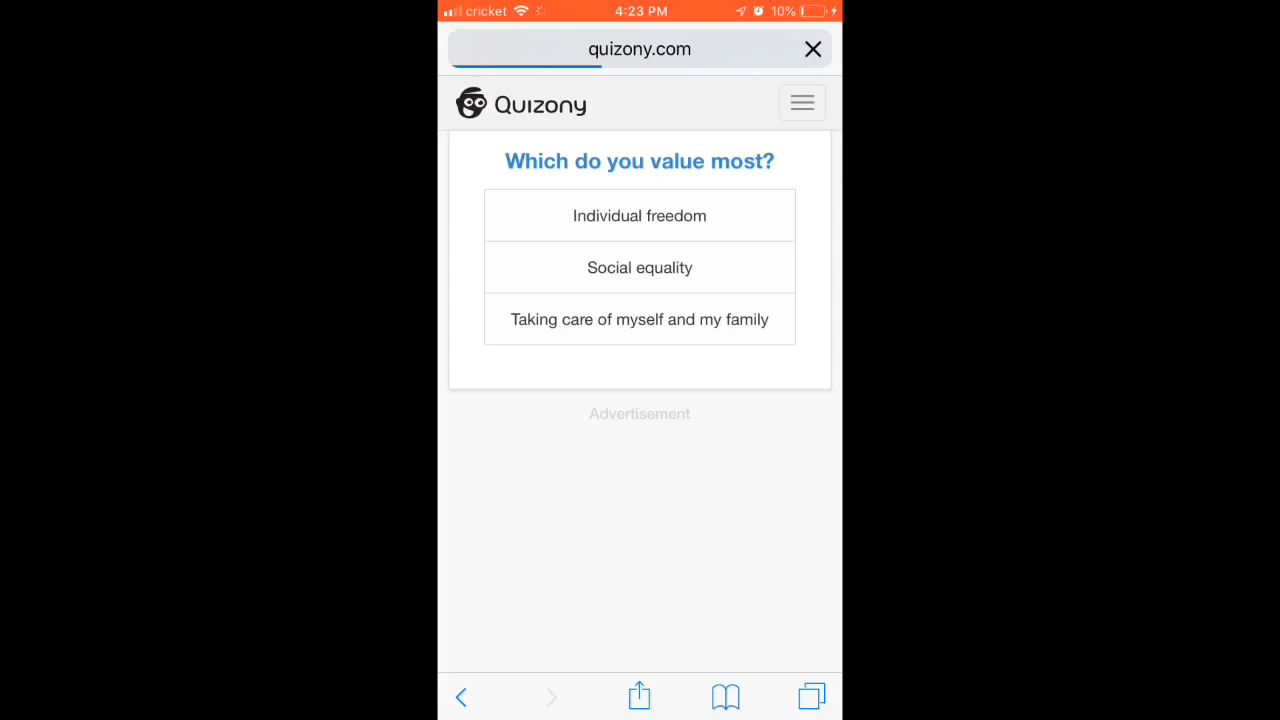 cricket 4:23 PM 10%
quizony.com
Quizony
Which do you value most?
Individual freedom
Social equality
Taking care of myself and my family
Advertisement